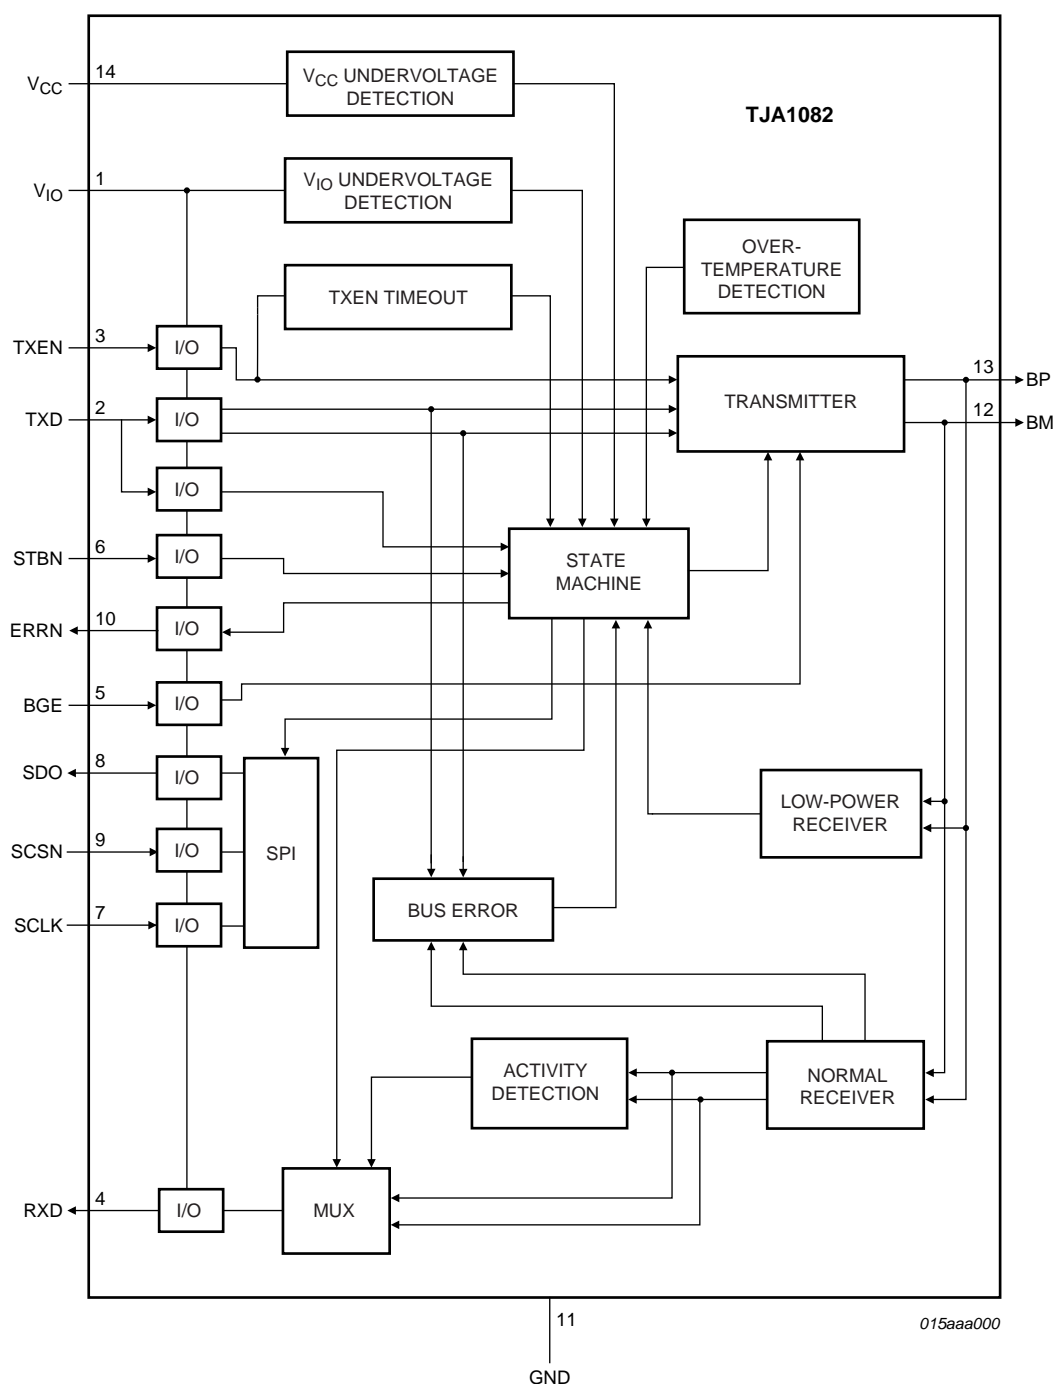 14
VCC
VCC UNDERVOLTAGE
DETECTION
TJA1082
1
VIO
VIO UNDERVOLTAGE
DETECTION
OVER-
TEMPERATURE
DETECTION
TXEN TIMEOUT
3
TXEN
I/O
13
BP
TRANSMITTER
2
TXD
I/O
12
BM
I/O
6
STBN
I/O
STATE
MACHINE
10
ERRN
I/O
5
BGE
I/O
8
SDO
I/O
LOW-POWER
RECEIVER
9
SCSN
I/O
SPI
BUS ERROR
7
SCLK
I/O
ACTIVITY
DETECTION
NORMAL
RECEIVER
4
RXD
I/O
MUX
11
015aaa000
GND